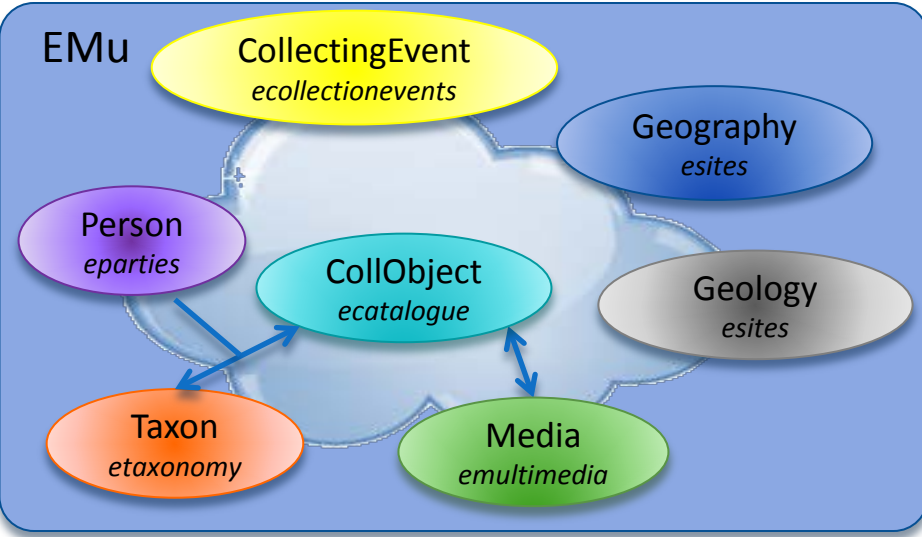 EMu
CollectingEvent
ecollectionevents
Geography
esites
Person
eparties
CollObject
ecatalogue
Geology
esites
Taxon
etaxonomy
Media
emultimedia